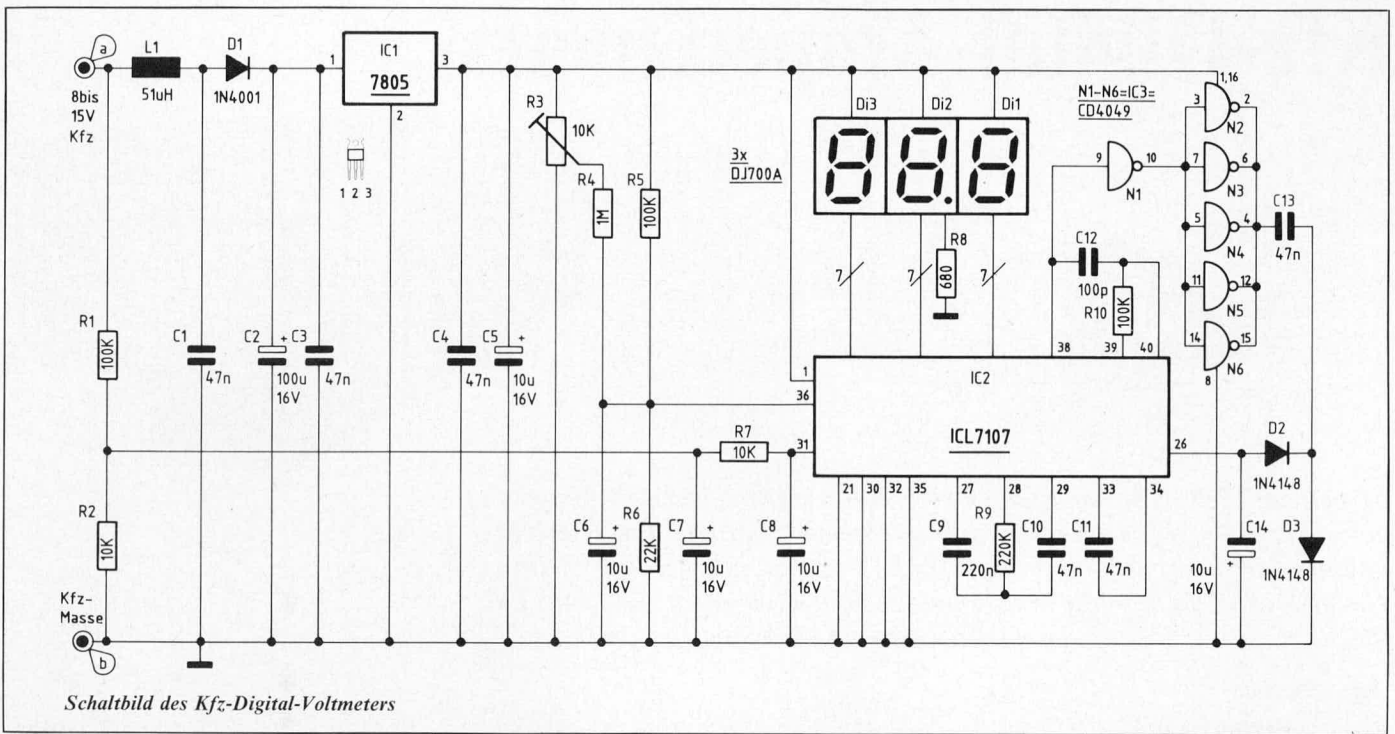 a
L1
51uH
D1
1N4001
8bis
15V
Kfz
1
IC1
7805
3
2
1 2 3
R3
10K
R4
1M
R5
100K
3x
DJ700A
Di3
Di2
Di1
7
7
7
R8
680
N1-N6=IC3=
CD4049
9
10
N1
1,16
3
2
N2
7
6
N3
5
4
N4
11
12
N5
14
15
N6
8
C13
47n
C12
100p
R10
100K
38
39
40
R1
100K
C1
47n
C2
+
100u
16V
C3
47n
C4
47n
C5
+
10u
16V
1
36
31
IC2
ICL7107
26
R7
10K
21
30
32
35
27
28
29
33
34
R2
10K
C6
+
10u
16V
R6
22K
C7
+
10u
16V
C8
+
10u
16V
C9
220n
R9
220K
C10
47n
C11
47n
D2
1N4148
C14
10u
16V
+
D3
1N4148
Kfz-
Masse
b
Schaltbild des Kfz-Digital-Voltmeters